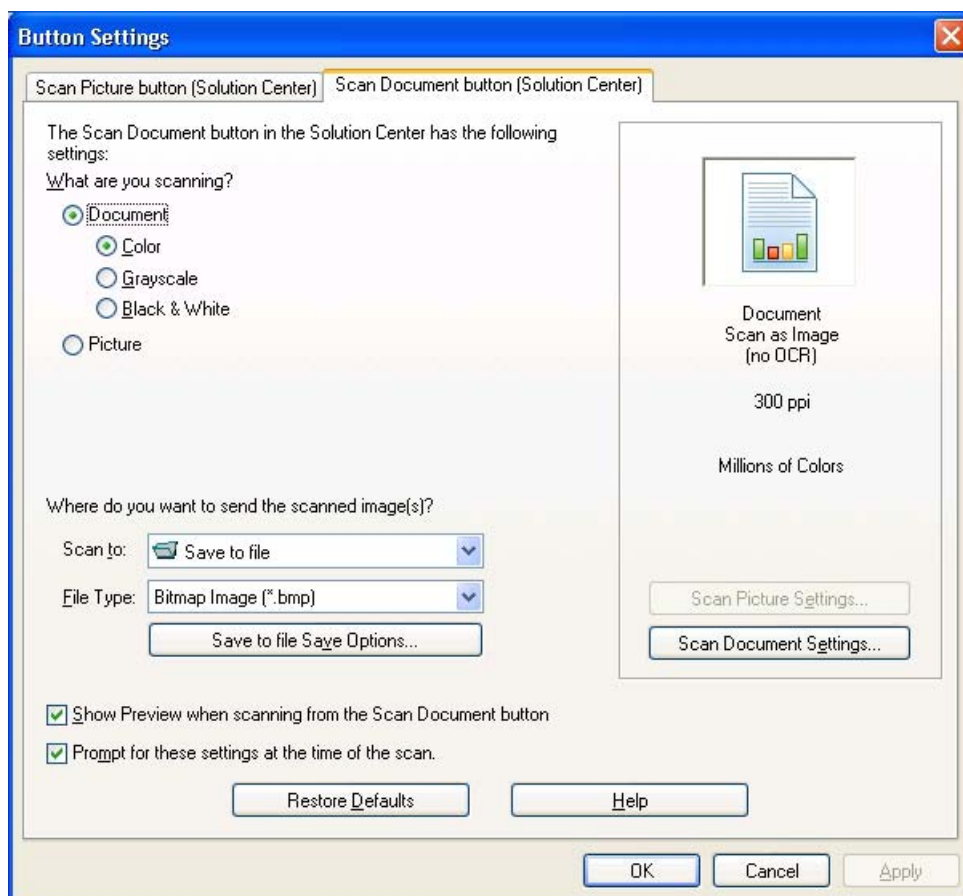 Button Settings
Scan Picture button (Solution Center)
Scan Document button (Solution Center)
The Scan Document button in the Solution Center has the following
settings:
What are you scanning?
Document
Color
Grayscale
Black & White
Picture
Document
Scan as Image
(no OCR)
300 ppi
Millions of Colors
Where do you want to send the scanned image(s)?
Scan to: Save to file
File Type: Bitmap Image (*.bmp)
Save to file Save Options...
Scan Picture Settings...
Scan Document Settings...
Show Preview when scanning from the Scan Document button
Prompt for these settings at the time of the scan.
Restore Defaults
Help
OK
Cancel
Apply